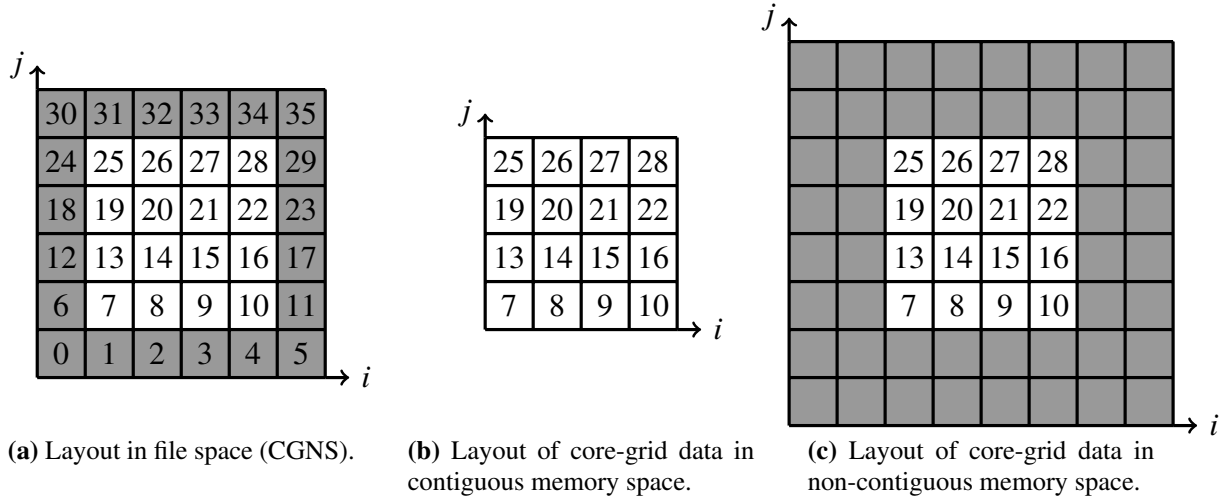 j
30 31 32 33 34 35
24 25 26 27 28 29
18 19 20 21 22 23
12 13 14 15 16 17
6 7 8 9 10 11
0 1 2 3 4 5
i
(a) Layout in file space (CGNS).
j
25 26 27 28
19 20 21 22
13 14 15 16
7 8 9 10
i
(b) Layout of core-grid data in
contiguous memory space.
j
25 26 27 28
19 20 21 22
13 14 15 16
7 8 9 10
i
(c) Layout of core-grid data in
non-contiguous memory space.